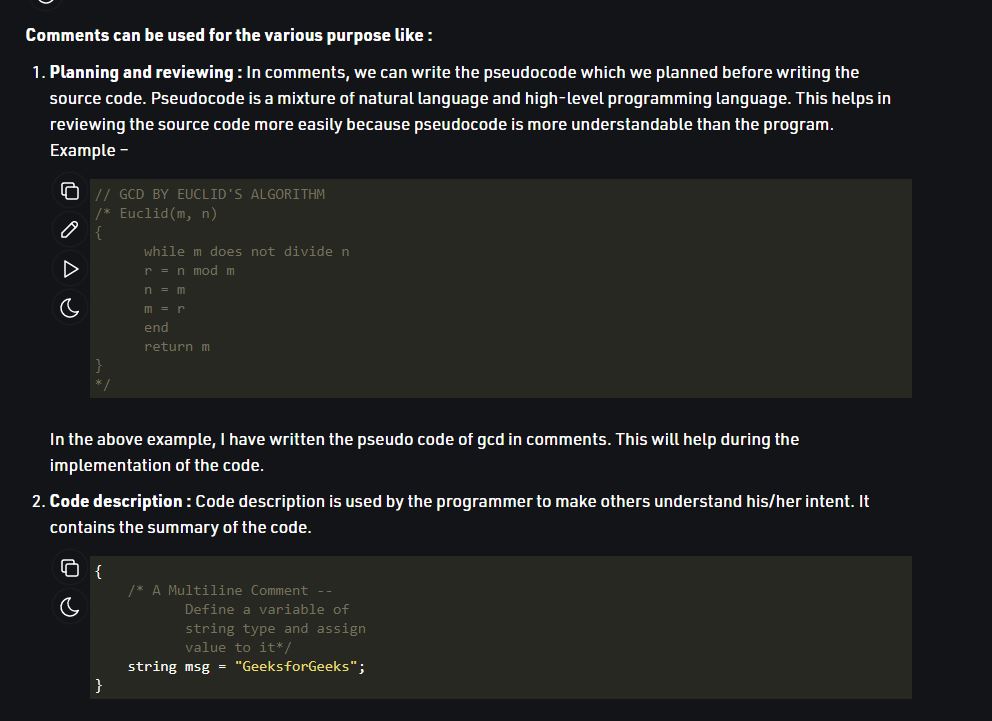 Comments can be used for the various purpose like :
1. Planning and reviewing : In comments, we can write the pseudocode which we planned before writing the
source code. Pseudocode is a mixture of natural language and high-level programming language. This helps in
reviewing the source code more easily because pseudocode is more understandable than the program.
Example –
// GCD BY EUCLID'S ALGORITHM
/* Euclid(m, n)
{
      while m does not divide n
      r = n mod m
      n = m
      m = r
      end
      return m
}
*/
In the above example, I have written the pseudo code of gcd in comments. This will help during the
implementation of the code.
2. Code description : Code description is used by the programmer to make others understand his/her intent. It
contains the summary of the code.
{
    /* A Multiline Comment --
           Define a variable of
           string type and assign
           value to it*/
    string msg = "GeeksforGeeks";
}